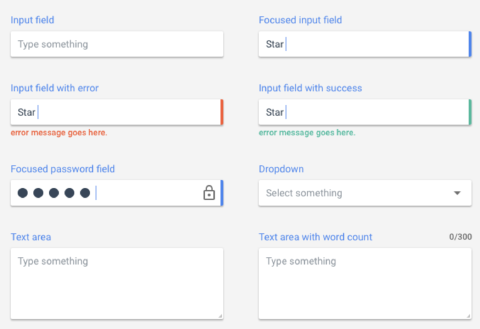 Input field
Type something
Focused input field
Star
Input field with error
Star
error message goes here.
Input field with success
Star
error message goes here.
Focused password field
Dropdown
Select something
Text area
Type something
Text area with word count 0/300
Type something